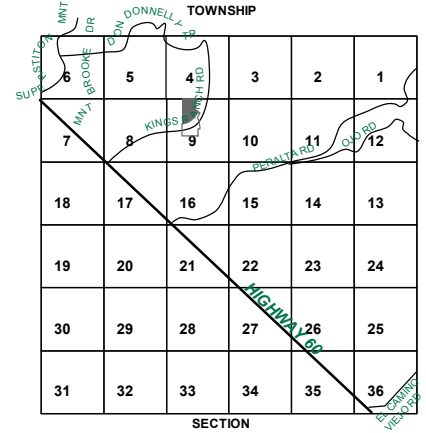 TOWNSHIP
SUPERSTITION MNT
MNT BROOKE DR
DON DONNELLY TR
6 5 4 3 2 1
KINGS RANCH RD
7 8 9 10 11 12
PERALTA RD
OJO RD
18 17 16 15 14 13
19 20 21 22 23 24
HIGHWAY 60
30 29 28 27 26 25
31 32 33 34 35 36
EL CAMINO
VIEJO RD
SECTION